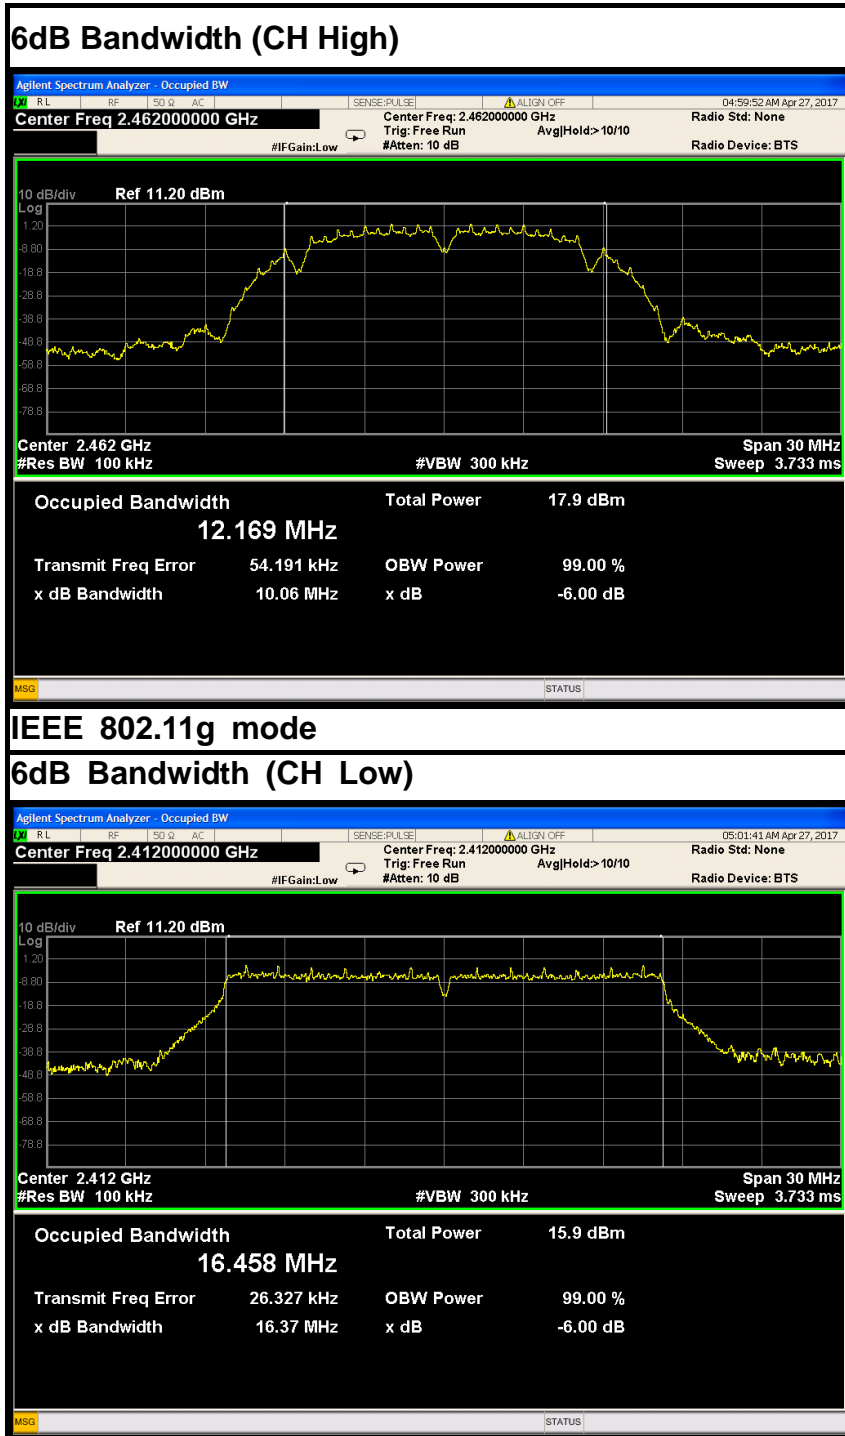 6dB Bandwidth (CH High)
Agilent Spectrum Analyzer - Occupied BW
LXI RL RF 50 Ω AC SENSE:PULSE ALIGN OFF 04:59:52 AM Apr 27, 2017
Center Freq 2.462000000 GHz Center Freq: 2.462000000 GHz Radio Std: None
Trig: Free Run Avg|Hold:> 10/10
#IFGain:Low #Atten: 10 dB Radio Device: BTS
10 dB/div Ref 11.20 dBm
Log
1.20
-8.80
-18.8
-28.8
-38.8
-48.8
-58.8
-68.8
-78.8
Center 2.462 GHz Span 30 MHz
#Res BW 100 kHz #VBW 300 kHz Sweep 3.733 ms
Occupied Bandwidth Total Power 17.9 dBm
12.169 MHz
Transmit Freq Error 54.191 kHz OBW Power 99.00 %
x dB Bandwidth 10.06 MHz x dB -6.00 dB
MSG STATUS
IEEE 802.11g mode
6dB Bandwidth (CH Low)
Agilent Spectrum Analyzer - Occupied BW
LXI RL RF 50 Ω AC SENSE:PULSE ALIGN OFF 05:01:41 AM Apr 27, 2017
Center Freq 2.412000000 GHz Center Freq: 2.412000000 GHz Radio Std: None
Trig: Free Run Avg|Hold:> 10/10
#IFGain:Low #Atten: 10 dB Radio Device: BTS
10 dB/div Ref 11.20 dBm
Log
1.20
-8.80
-18.8
-28.8
-38.8
-48.8
-58.8
-68.8
-78.8
Center 2.412 GHz Span 30 MHz
#Res BW 100 kHz #VBW 300 kHz Sweep 3.733 ms
Occupied Bandwidth Total Power 15.9 dBm
16.458 MHz
Transmit Freq Error 26.327 kHz OBW Power 99.00 %
x dB Bandwidth 16.37 MHz x dB -6.00 dB
MSG STATUS